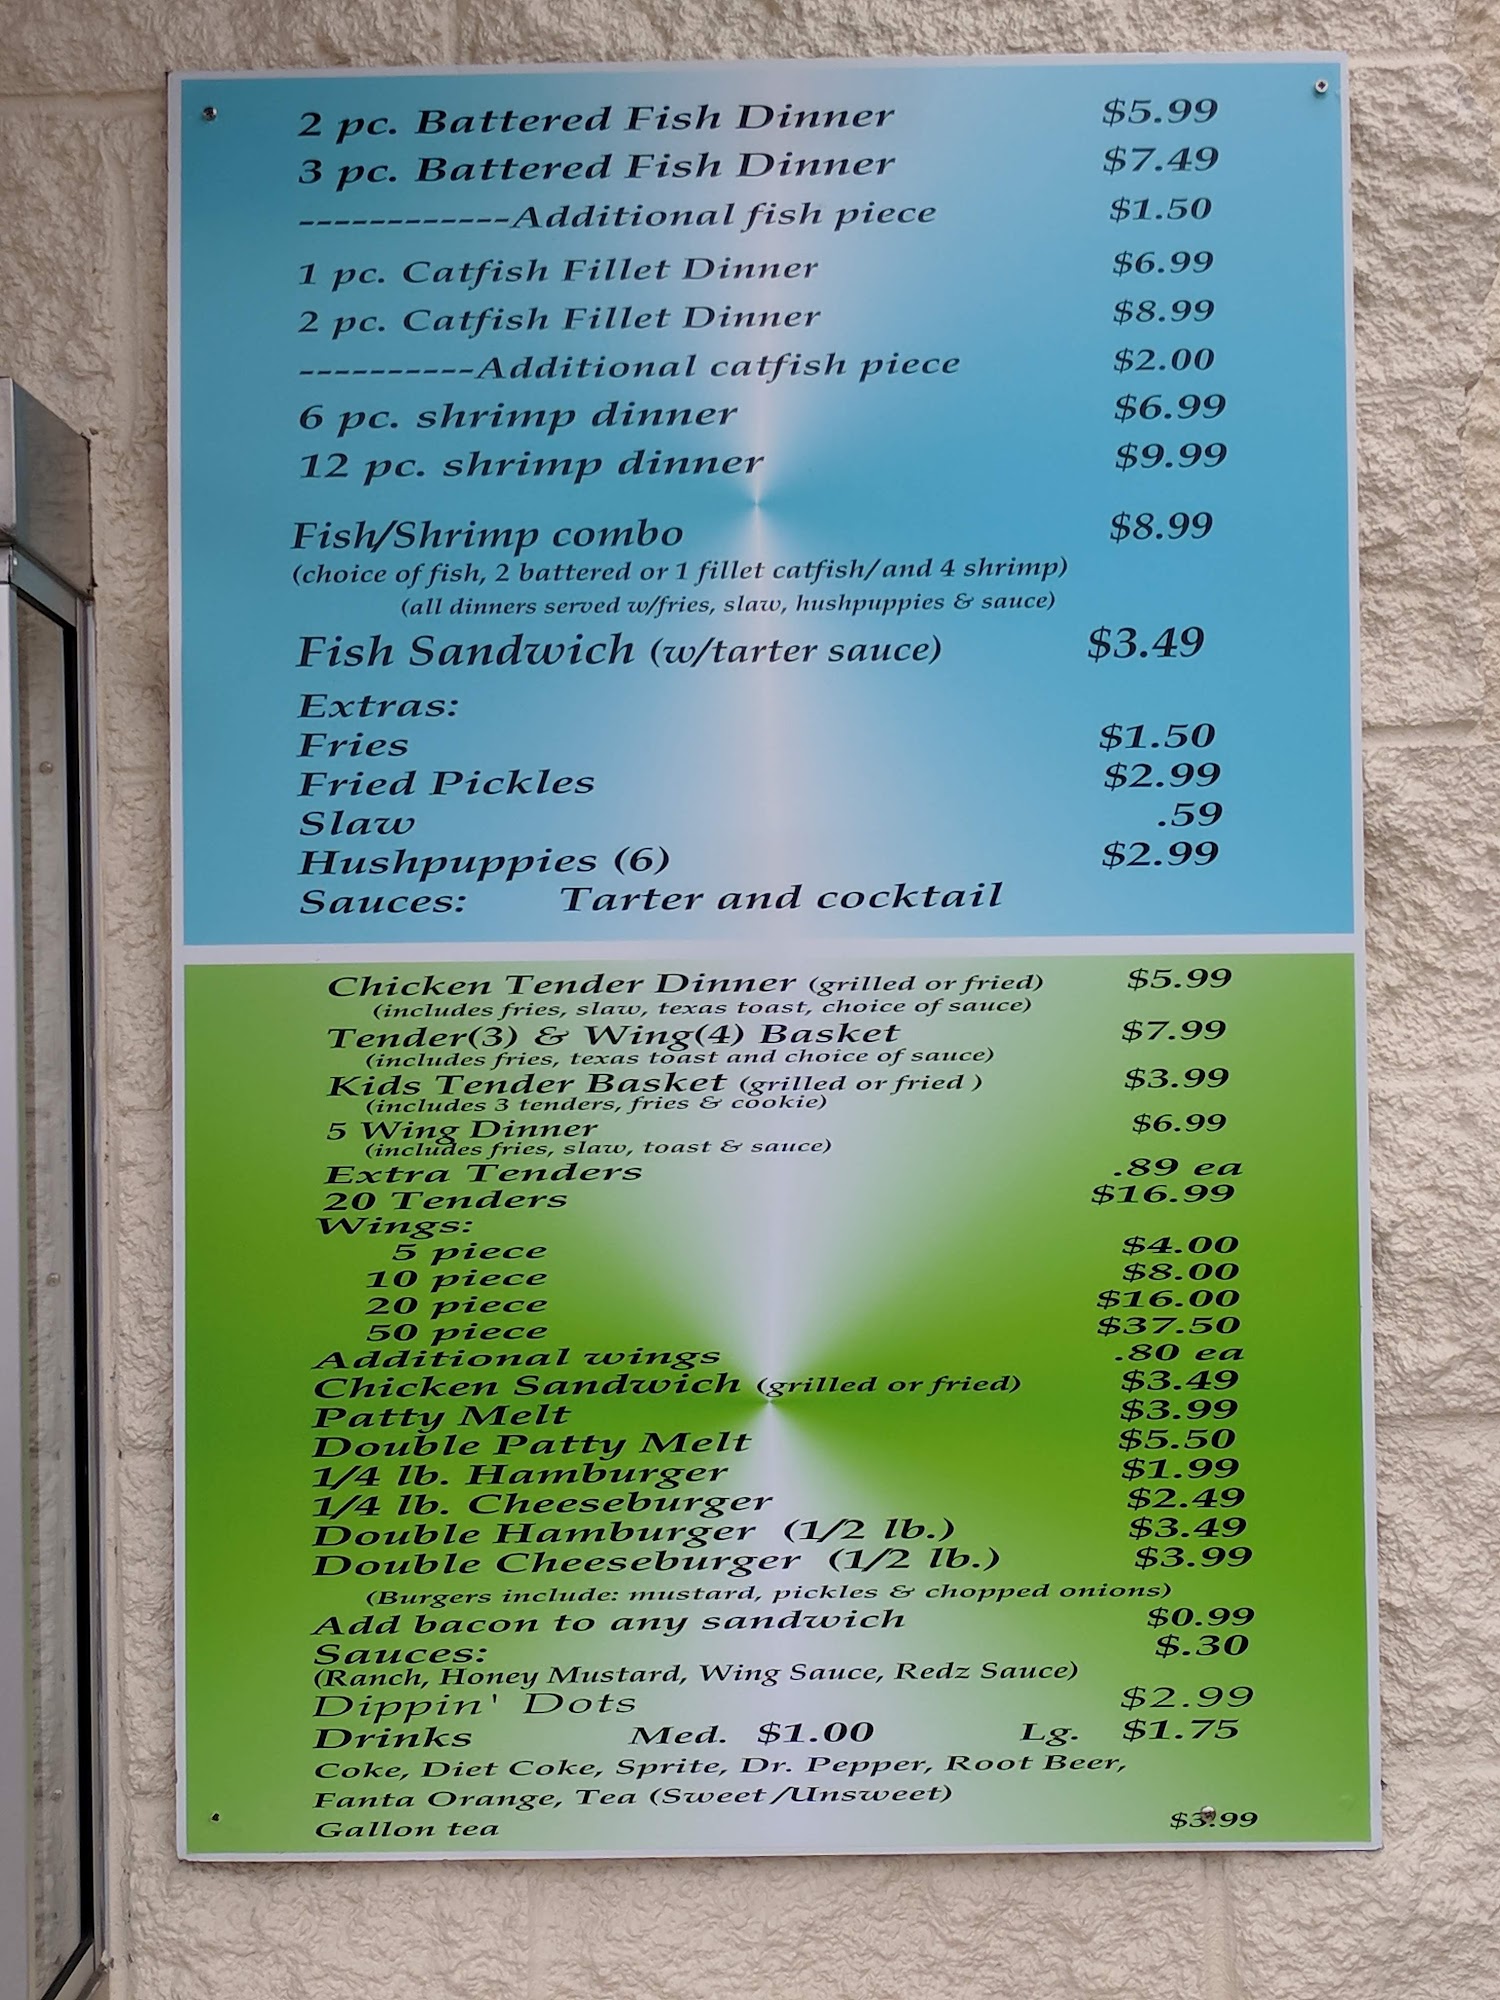 2 pc. Battered Fish Dinner $5.99
3 pc. Battered Fish Dinner $7.49
------------Additional fish piece $1.50
1 pc. Catfish Fillet Dinner $6.99
2 pc. Catfish Fillet Dinner $8.99
----------Additional catfish piece $2.00
6 pc. shrimp dinner $6.99
12 pc. shrimp dinner $9.99
Fish/Shrimp combo $8.99
(choice of fish, 2 battered or 1 fillet catfish/and 4 shrimp)
(all dinners served w/fries, slaw, hushpuppies & sauce)
Fish Sandwich (w/tarter sauce) $3.49
Extras:
Fries $1.50
Fried Pickles $2.99
Slaw .59
Hushpuppies (6) $2.99
Sauces: Tarter and cocktail
Chicken Tender Dinner (grilled or fried) $5.99
(includes fries, slaw, texas toast, choice of sauce)
Tender(3) & Wing(4) Basket $7.99
(includes fries, texas toast and choice of sauce)
Kids Tender Basket (grilled or fried ) $3.99
(includes 3 tenders, fries & cookie)
5 Wing Dinner $6.99
(includes fries, slaw, toast & sauce)
Extra Tenders .89 ea
20 Tenders $16.99
Wings:
5 piece $4.00
10 piece $8.00
20 piece $16.00
50 piece $37.50
Additional wings .80 ea
Chicken Sandwich (grilled or fried) $3.49
Patty Melt $3.99
Double Patty Melt $5.50
1/4 lb. Hamburger $1.99
1/4 lb. Cheeseburger $2.49
Double Hamburger (1/2 lb.) $3.49
Double Cheeseburger (1/2 lb.) $3.99
(Burgers include: mustard, pickles & chopped onions)
Add bacon to any sandwich $0.99
Sauces: $.30
(Ranch, Honey Mustard, Wing Sauce, Redz Sauce)
Dippin' Dots $2.99
Drinks Med. $1.00 Lg. $1.75
Coke, Diet Coke, Sprite, Dr. Pepper, Root Beer,
Fanta Orange, Tea (Sweet /Unsweet)
Gallon tea $3.99